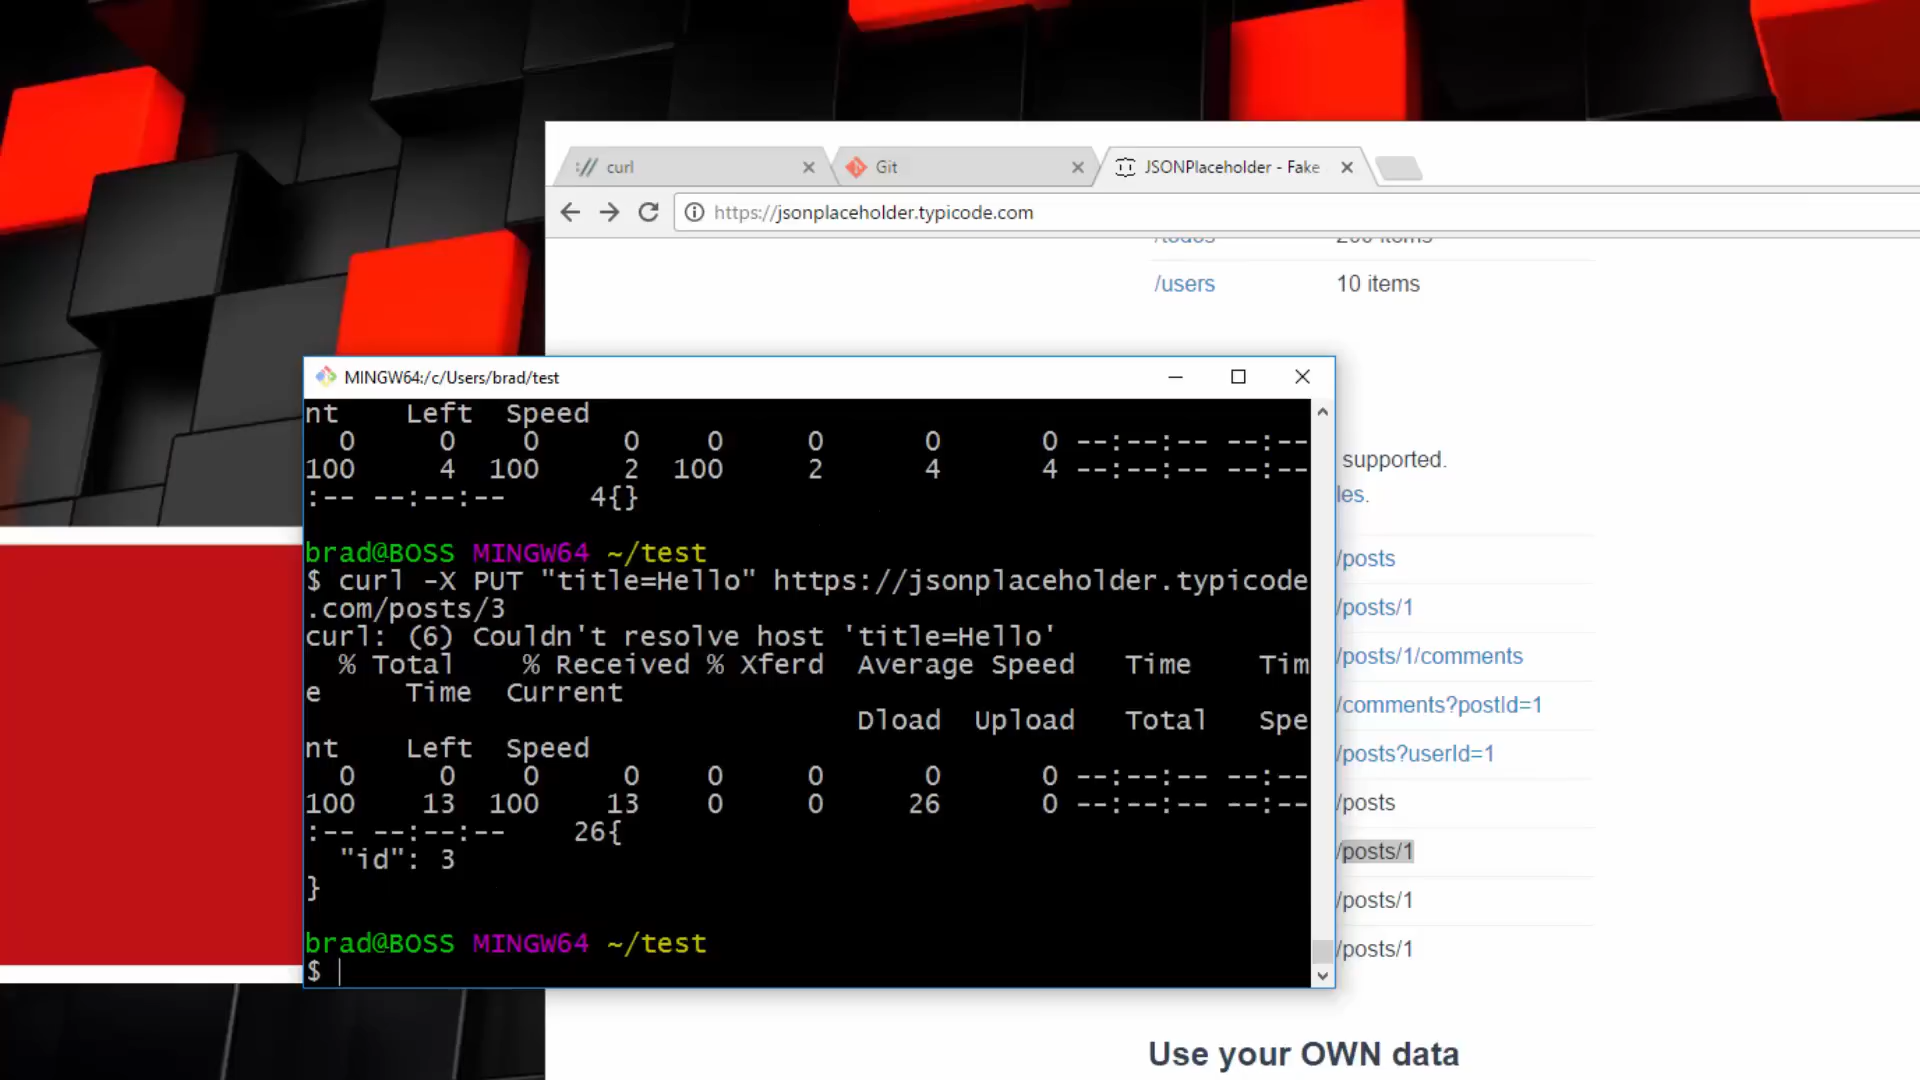 curl
Git
JSONPlaceholder - Fake
https://jsonplaceholder.typicode.com
/users 10 items
MINGW64:/c/Users/brad/test
nt Left Speed
0 0 0 0 0 0 0 0 --:--:-- --:--
100 4 100 2 100 2 4 4 --:--:-- --:--
:-- --:--:-- 4{}
brad@BOSS MINGW64 ~/test
$ curl -X PUT "title=Hello" https://jsonplaceholder.typicode
.com/posts/3
curl: (6) Couldn't resolve host 'title=Hello'
% Total % Received % Xferd Average Speed Time Tim
e Time Current
Dload Upload Total Spe
nt Left Speed
0 0 0 0 0 0 0 0 --:--:-- --:--
100 13 100 13 0 0 26 0 --:--:-- --:--
:-- --:--:-- 26{
"id": 3
}
brad@BOSS MINGW64 ~/test
$
supported.
les.
/posts
/posts/1
/posts/1/comments
/comments?postId=1
/posts?userId=1
/posts
/posts/1
/posts/1
/posts/1
Use your OWN data